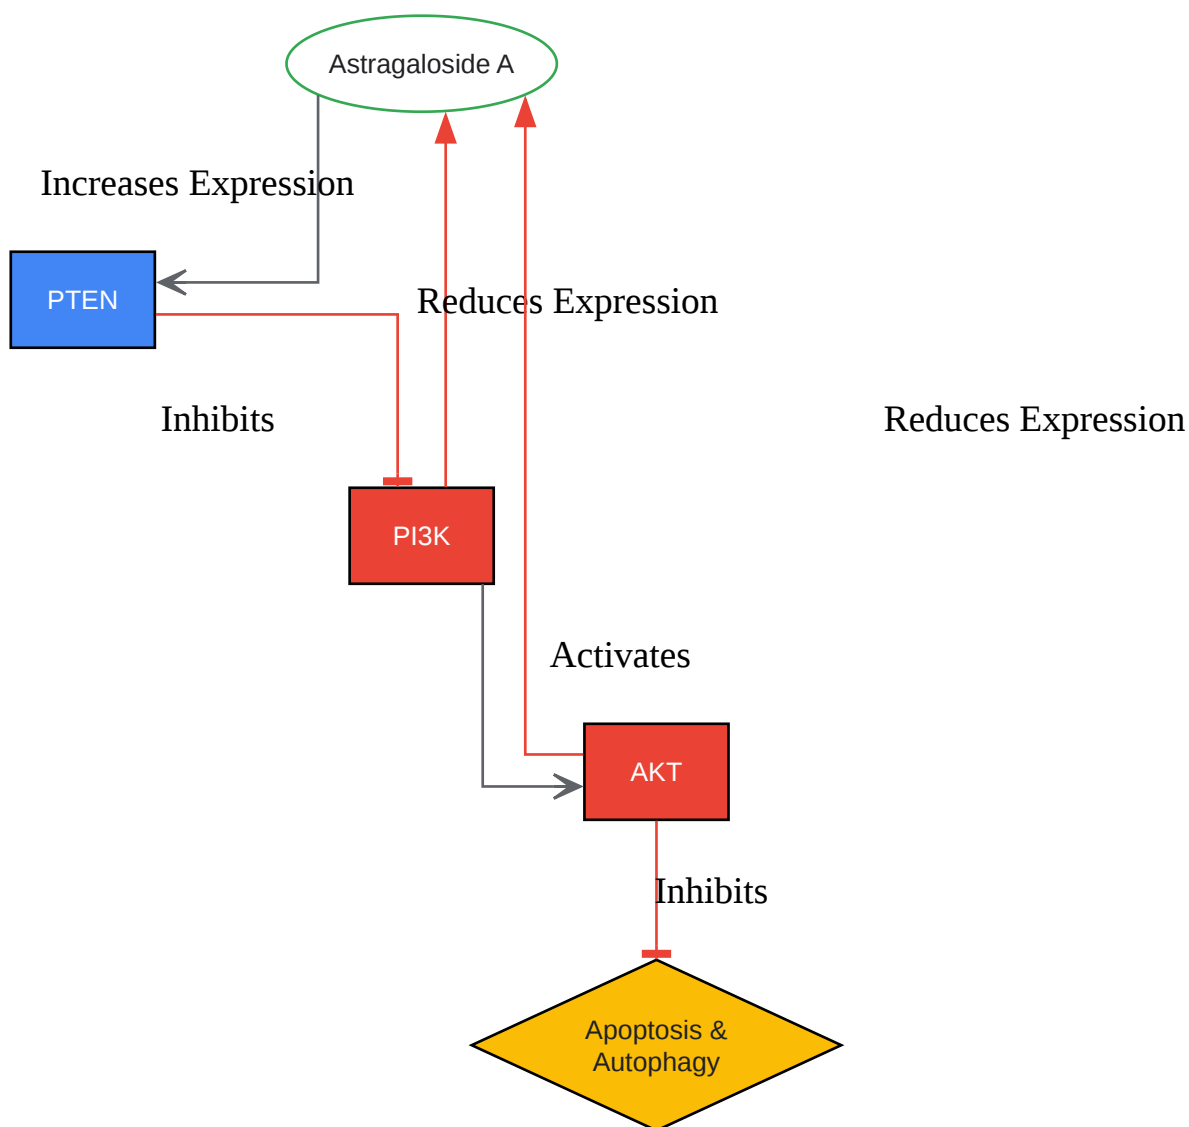 Astragaloside A
Increases Expression
PTEN
Reduces Expression
Inhibits
Reduces Expression
PI3K
Activates
AKT
Inhibits
Apoptosis &
Autophagy